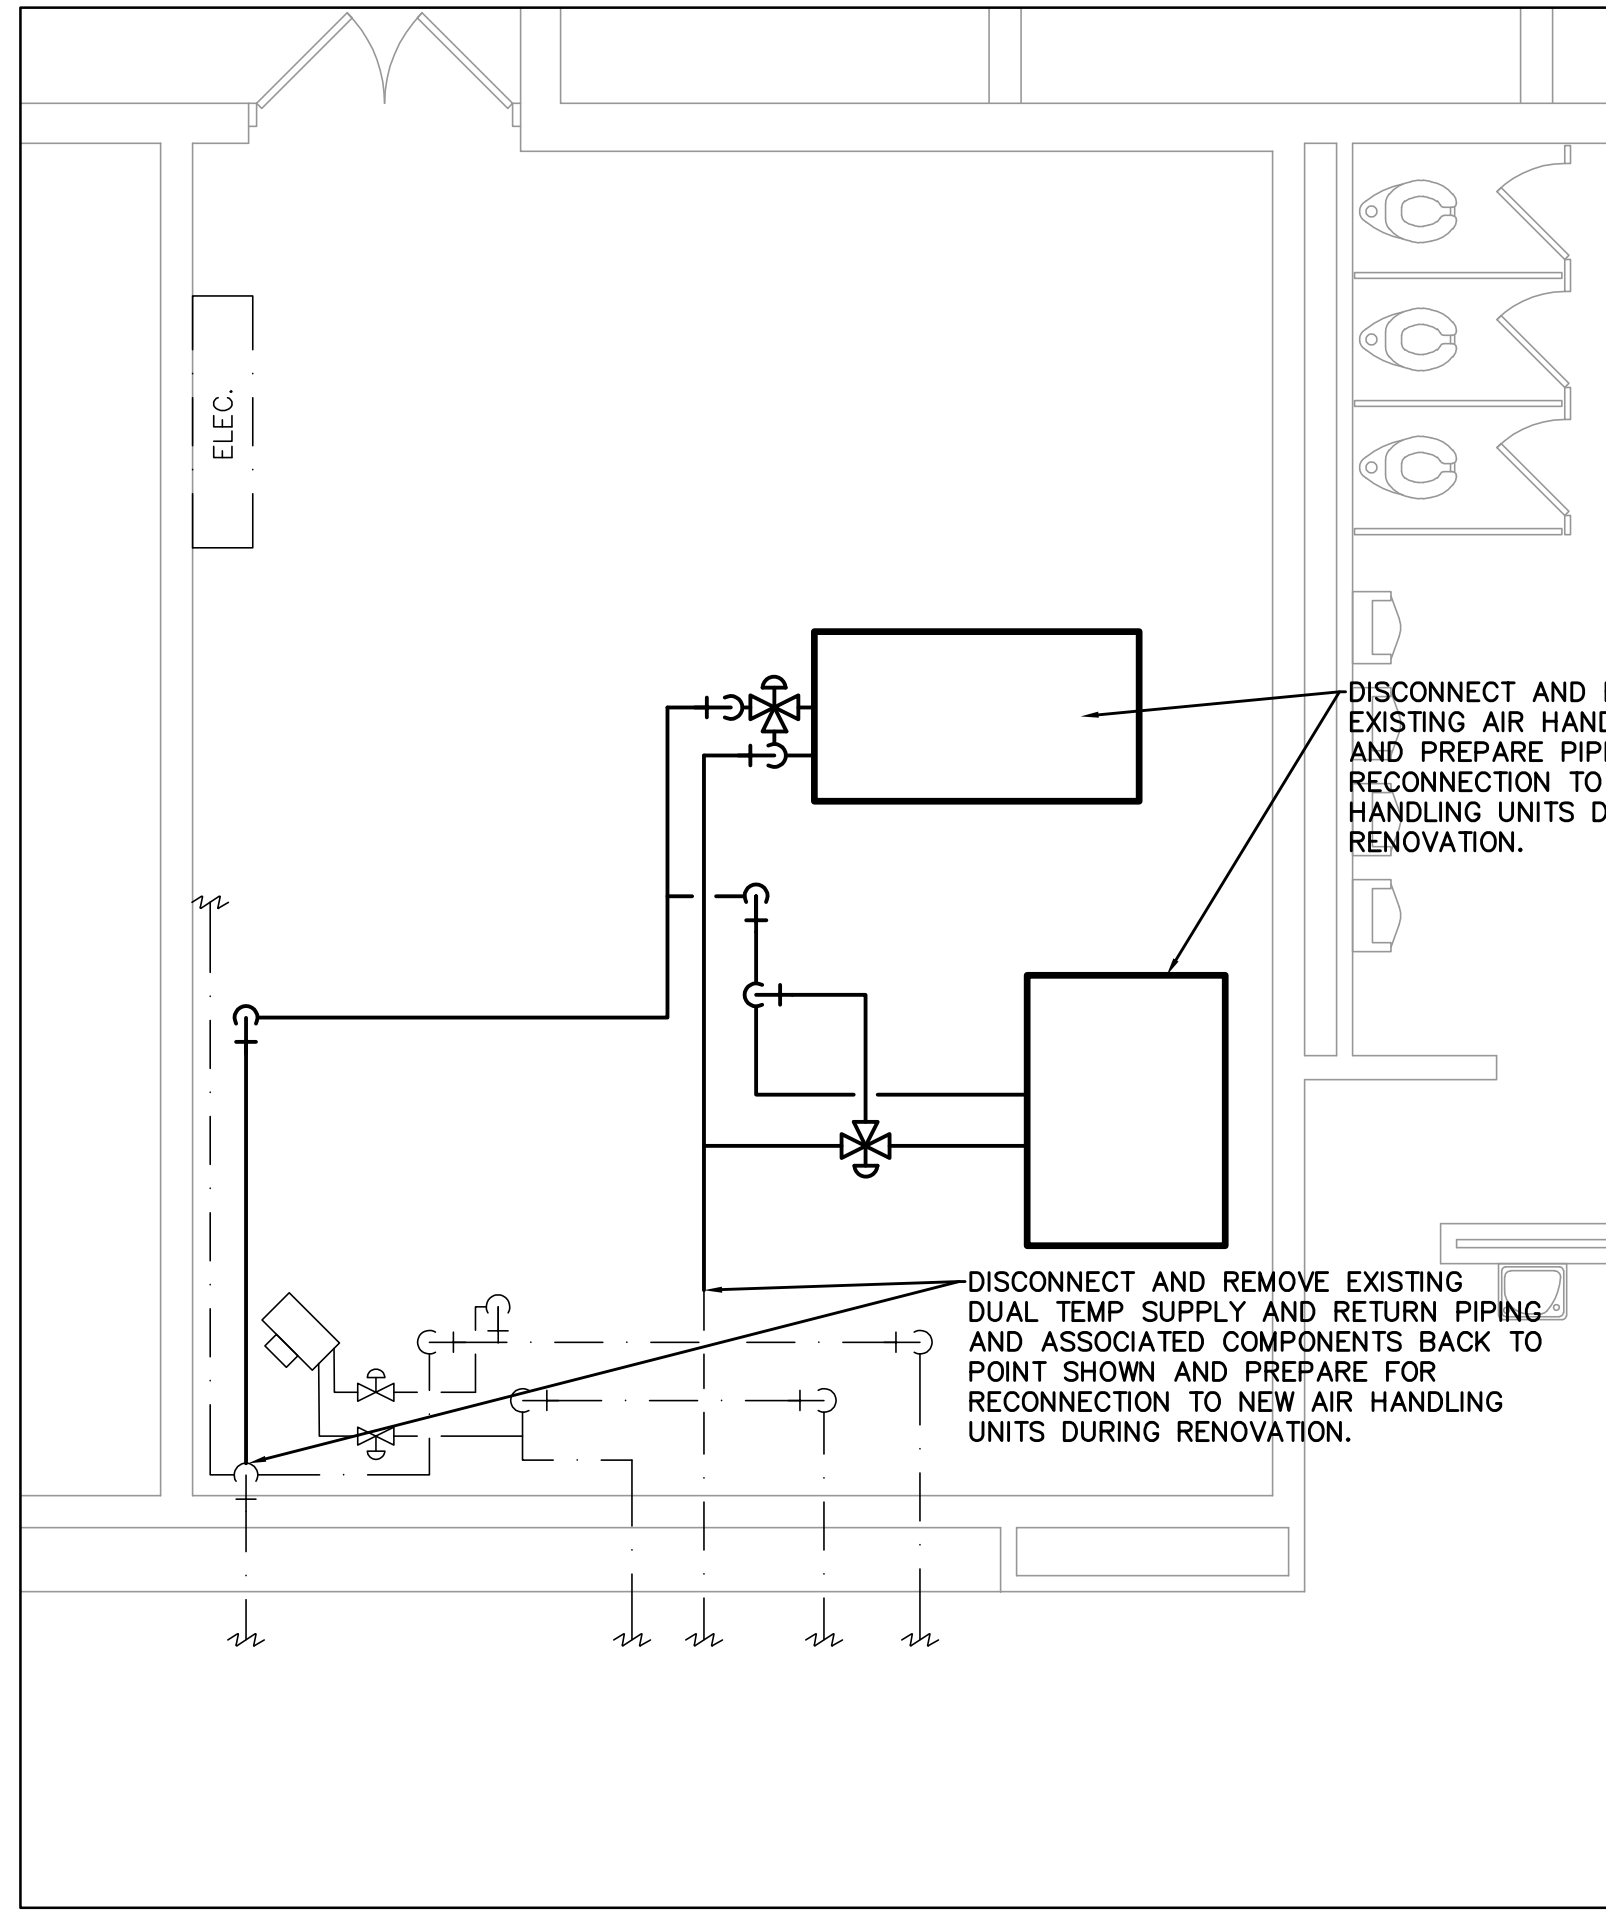 ELEC.
DISCONNECT AND
EXISTING AIR
AND PREPARE
RECONNECTION TO
HANDLING UNITS
RENOVATION.
DISCONNECT AND REMOVE EXISTING
DUAL TEMP SUPPLY AND RETURN PIPING
AND ASSOCIATED COMPONENTS BACK TO
POINT SHOWN AND PREPARE FOR
RECONNECTION TO NEW AIR HANDLING
UNITS DURING RENOVATION.